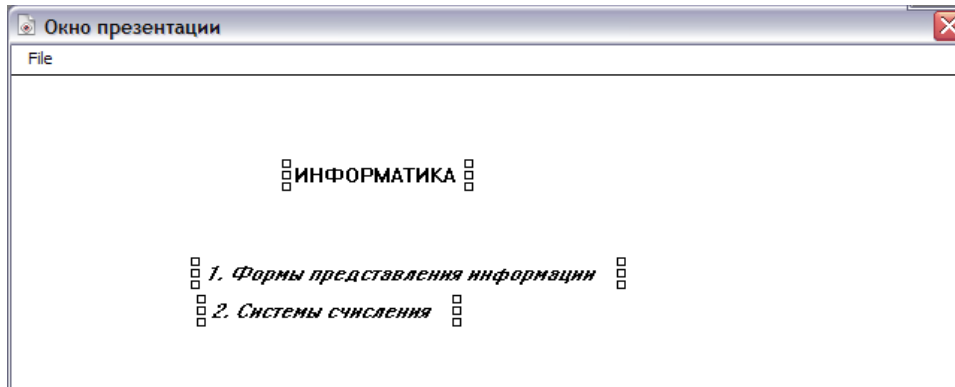 Окно презентации
File
ИНФОРМАТИКА
1. Формы представления информации
2. Системы счисления